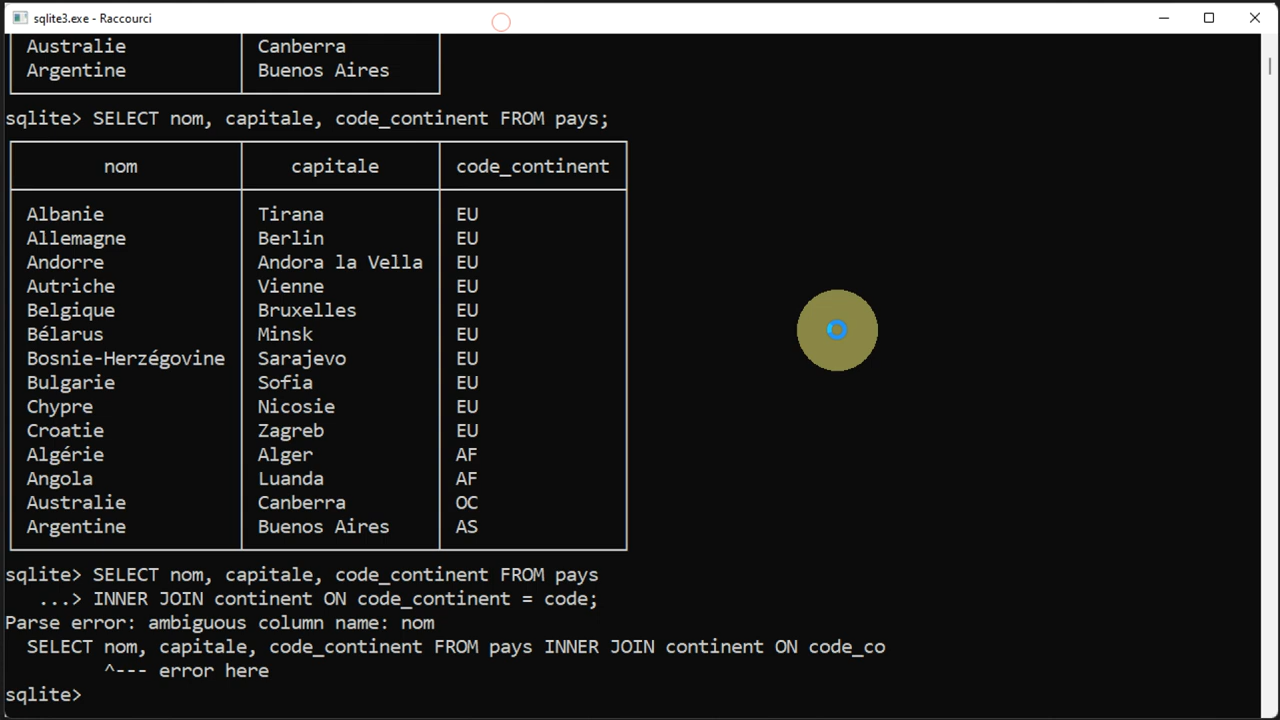 sqlite3.exe - Raccourci
Australie Canberra
Argentine Buenos Aires
sqlite> SELECT nom, capitale, code_continent FROM pays;
nom capitale code_continent
Albanie Tirana EU
Allemagne Berlin EU
Andorre Andora la Vella EU
Autriche Vienne EU
Belgique Bruxelles EU
Bélarus Minsk EU
Bosnie-Herzégovine Sarajevo EU
Bulgarie Sofia EU
Chypre Nicosie EU
Croatie Zagreb EU
Algérie Alger AF
Angola Luanda AF
Australie Canberra OC
Argentine Buenos Aires AS
sqlite> SELECT nom, capitale, code_continent FROM pays
...> INNER JOIN continent ON code_continent = code;
Parse error: ambiguous column name: nom
SELECT nom, capitale, code_continent FROM pays INNER JOIN continent ON code_co
^--- error here
sqlite>